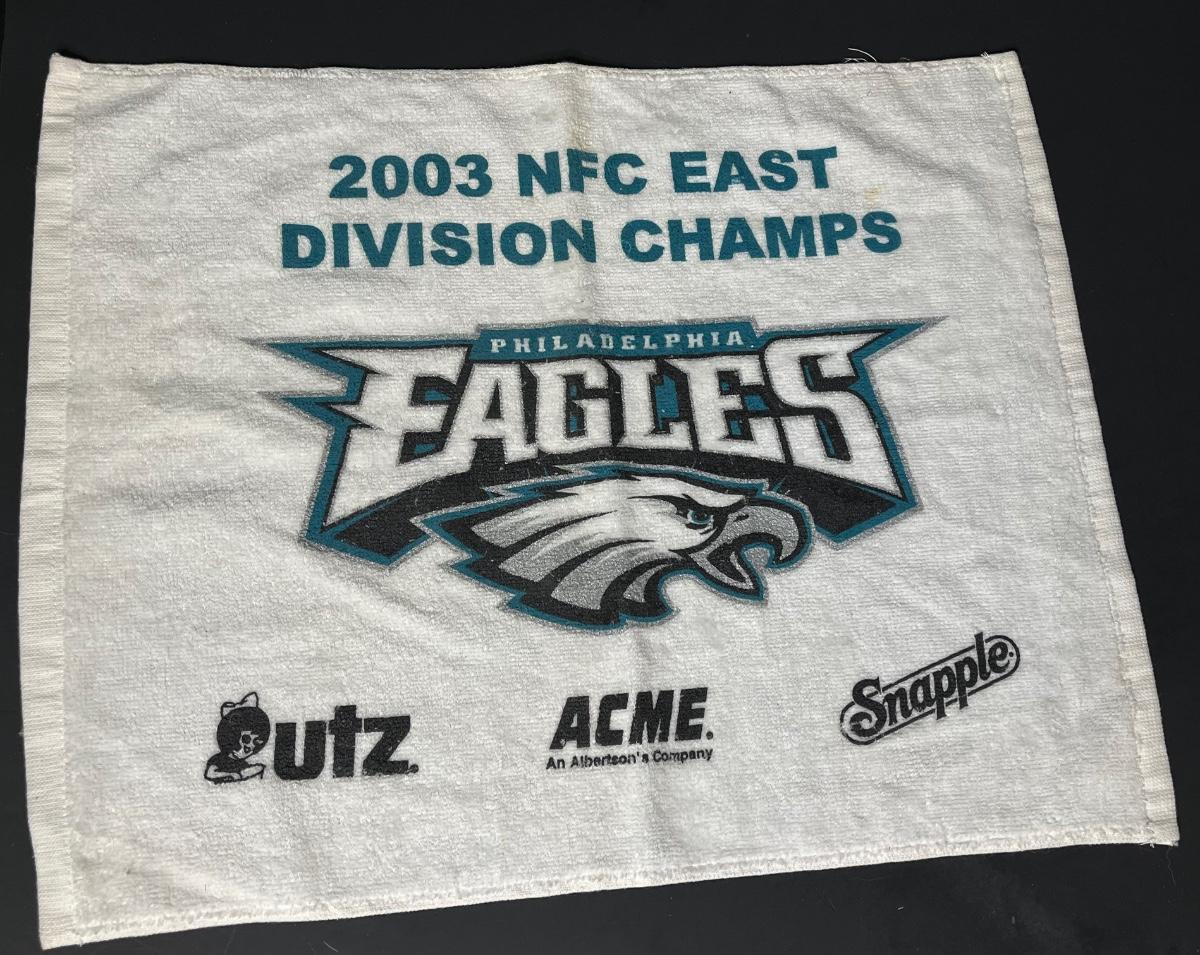 2003 NFC EAST
DIVISION CHAMPS
PHILADELPHIA
EAGLES
utz.
ACME.
An Albertson's Company
Snapple.